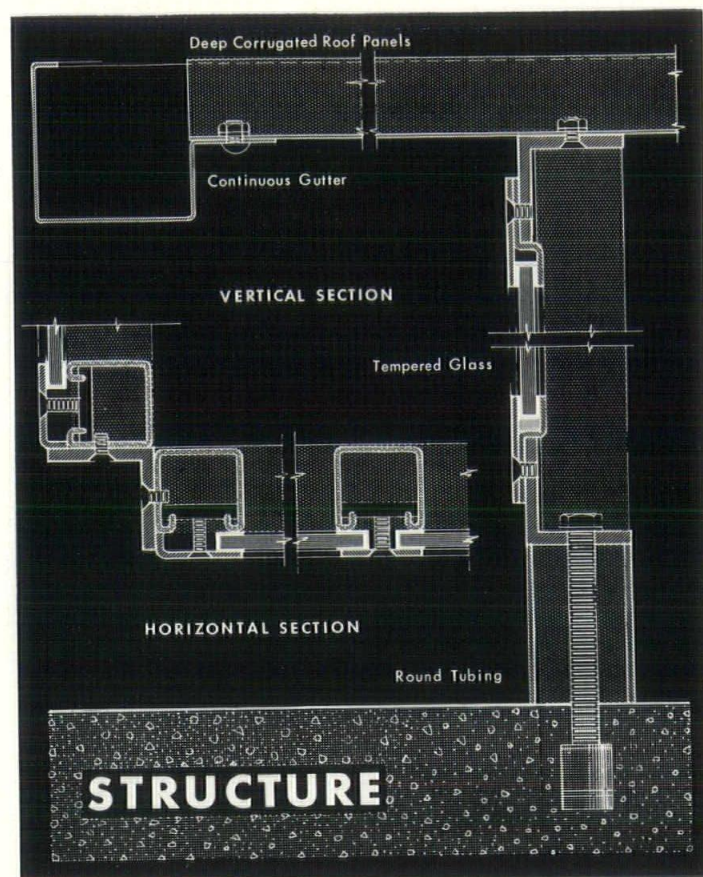 Deep Corrugated Roof Panels
Continuous Gutter
VERTICAL SECTION
Tempered Glass
HORIZONTAL SECTION
Round Tubing
STRUCTURE